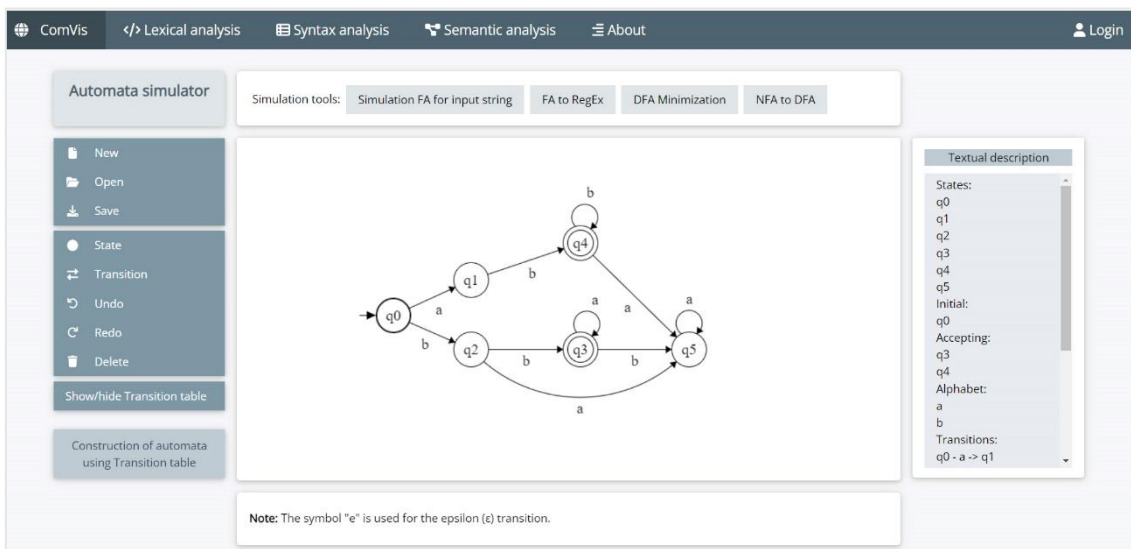 ComVis </> Lexical analysis Syntax analysis Semantic analysis About Login
Automata simulator
Simulation tools: Simulation FA for input string FA to RegEx DFA Minimization NFA to DFA
New
Open
Save
State
Transition
Undo
Redo
Delete
Show/hide Transition table
Construction of automata
using Transition table
b
q4
q1
b
a
a
a
q0
a
b
q2
b
q3
b
q5
a
Textual description
States:
q0
q1
q2
q3
q4
q5
Initial:
q0
Accepting:
q3
q4
Alphabet:
a
b
Transitions:
q0 - a -> q1
Note: The symbol "e" is used for the epsilon (ε) transition.